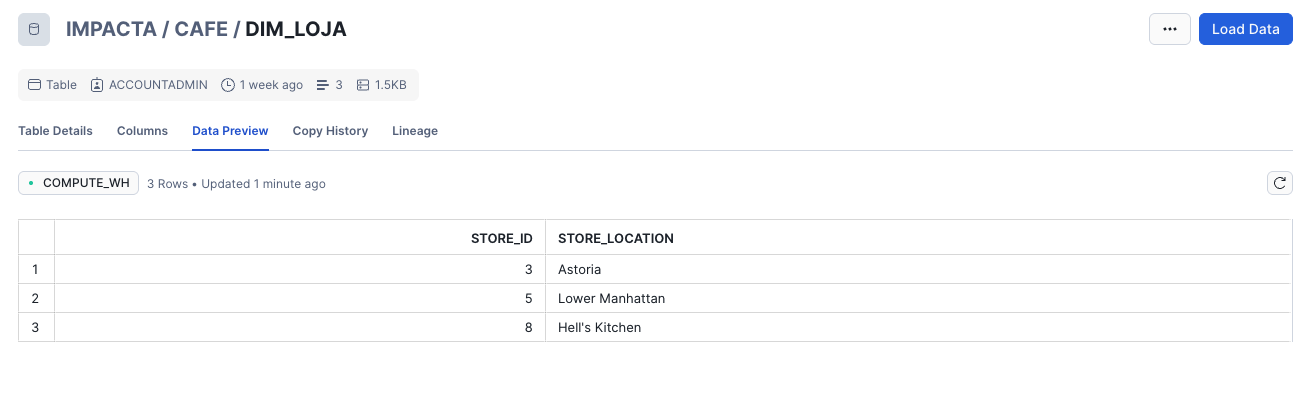 IMPACTA / CAFE / DIM_LOJA
... Load Data
Table ACCOUNTADMIN 1 week ago 3 1.5KB
Table Details Columns Data Preview Copy History Lineage
COMPUTE_WH 3 Rows • Updated 1 minute ago
STORE_ID STORE_LOCATION
1 3 Astoria
2 5 Lower Manhattan
3 8 Hell's Kitchen